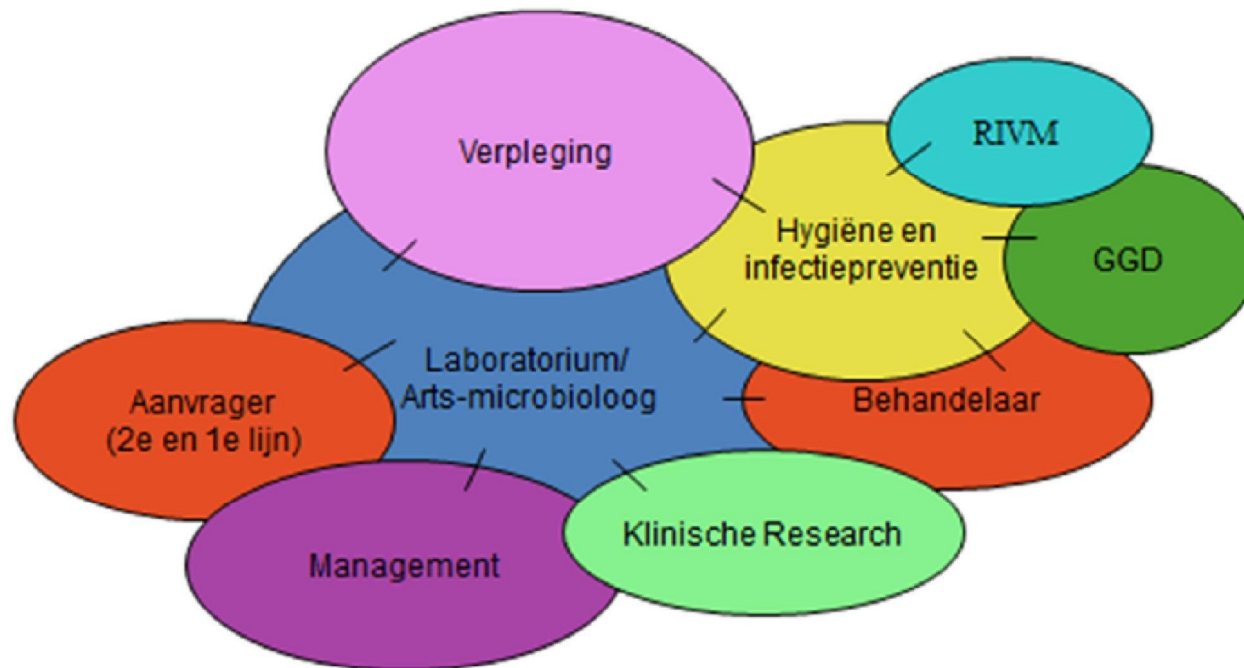 Verpleging
RIVM
Hygiëne en
infectiepreventie
GGD
Laboratorium/
Arts-microbioloog
Aanvrager
(2e en 1e lijn)
Behandelaar
Klinische Research
Management